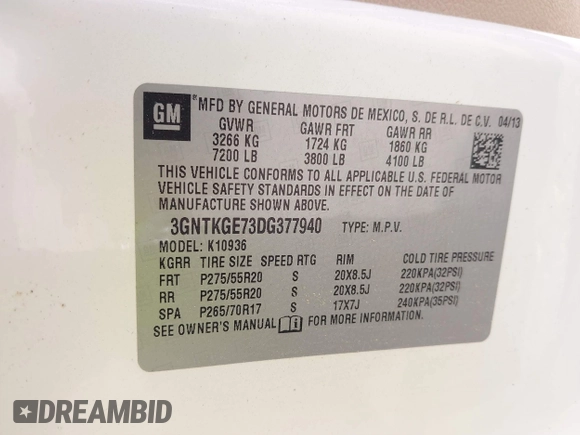 GM
MFD BY GENERAL MOTORS DE MEXICO, S. DE R.L. DE C.V. 04/13
GVWR GAWR FRT GAWR RR
3266 KG 1724 KG 1860 KG
7200 LB 3800 LB 4100 LB
THIS VEHICLE CONFORMS TO ALL APPLICABLE U.S. FEDERAL MOTOR
VEHICLE SAFETY STANDARDS IN EFFECT ON THE DATE OF
MANUFACTURE SHOWN ABOVE.
3GNTKGE73DG377940 TYPE: M.P.V.
MODEL: K10936
KGRR TIRE SIZE SPEED RTG RIM COLD TIRE PRESSURE
FRT P275/55R20 S 20X8.5J 220KPA(32PSI)
RR P275/55R20 S 20X8.5J 220KPA(32PSI)
SPA P265/70R17 S 17X7J 240KPA(35PSI)
SEE OWNER'S MANUAL FOR MORE INFORMATION.
DREAMBID